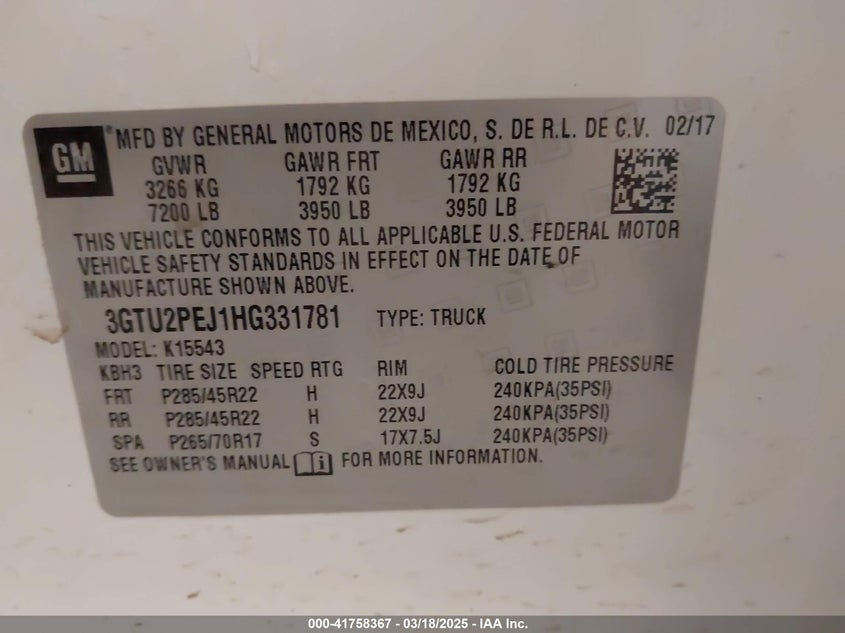 GM ® MFD BY GENERAL MOTORS DE MEXICO, S. DE R.L. DE C.V. 02/17
GVWR GAWR FRT GAWR RR
3266 KG 1792 KG 1792 KG
7200 LB 3950 LB 3950 LB
THIS VEHICLE CONFORMS TO ALL APPLICABLE U.S. FEDERAL MOTOR
VEHICLE SAFETY STANDARDS IN EFFECT ON THE DATE OF
MANUFACTURE SHOWN ABOVE.
3GTU2PEJ1HG331781 TYPE: TRUCK
MODEL: K15543
KBH3 TIRE SIZE SPEED RTG RIM COLD TIRE PRESSURE
FRT P285/45R22 H 22X9J 240KPA(35PSI)
RR P285/45R22 H 22X9J 240KPA(35PSI)
SPA P265/70R17 S 17X7.5J 240KPA(35PSI)
SEE OWNER'S MANUAL i FOR MORE INFORMATION.
000-41758367 - 03/18/2025 - IAA Inc.